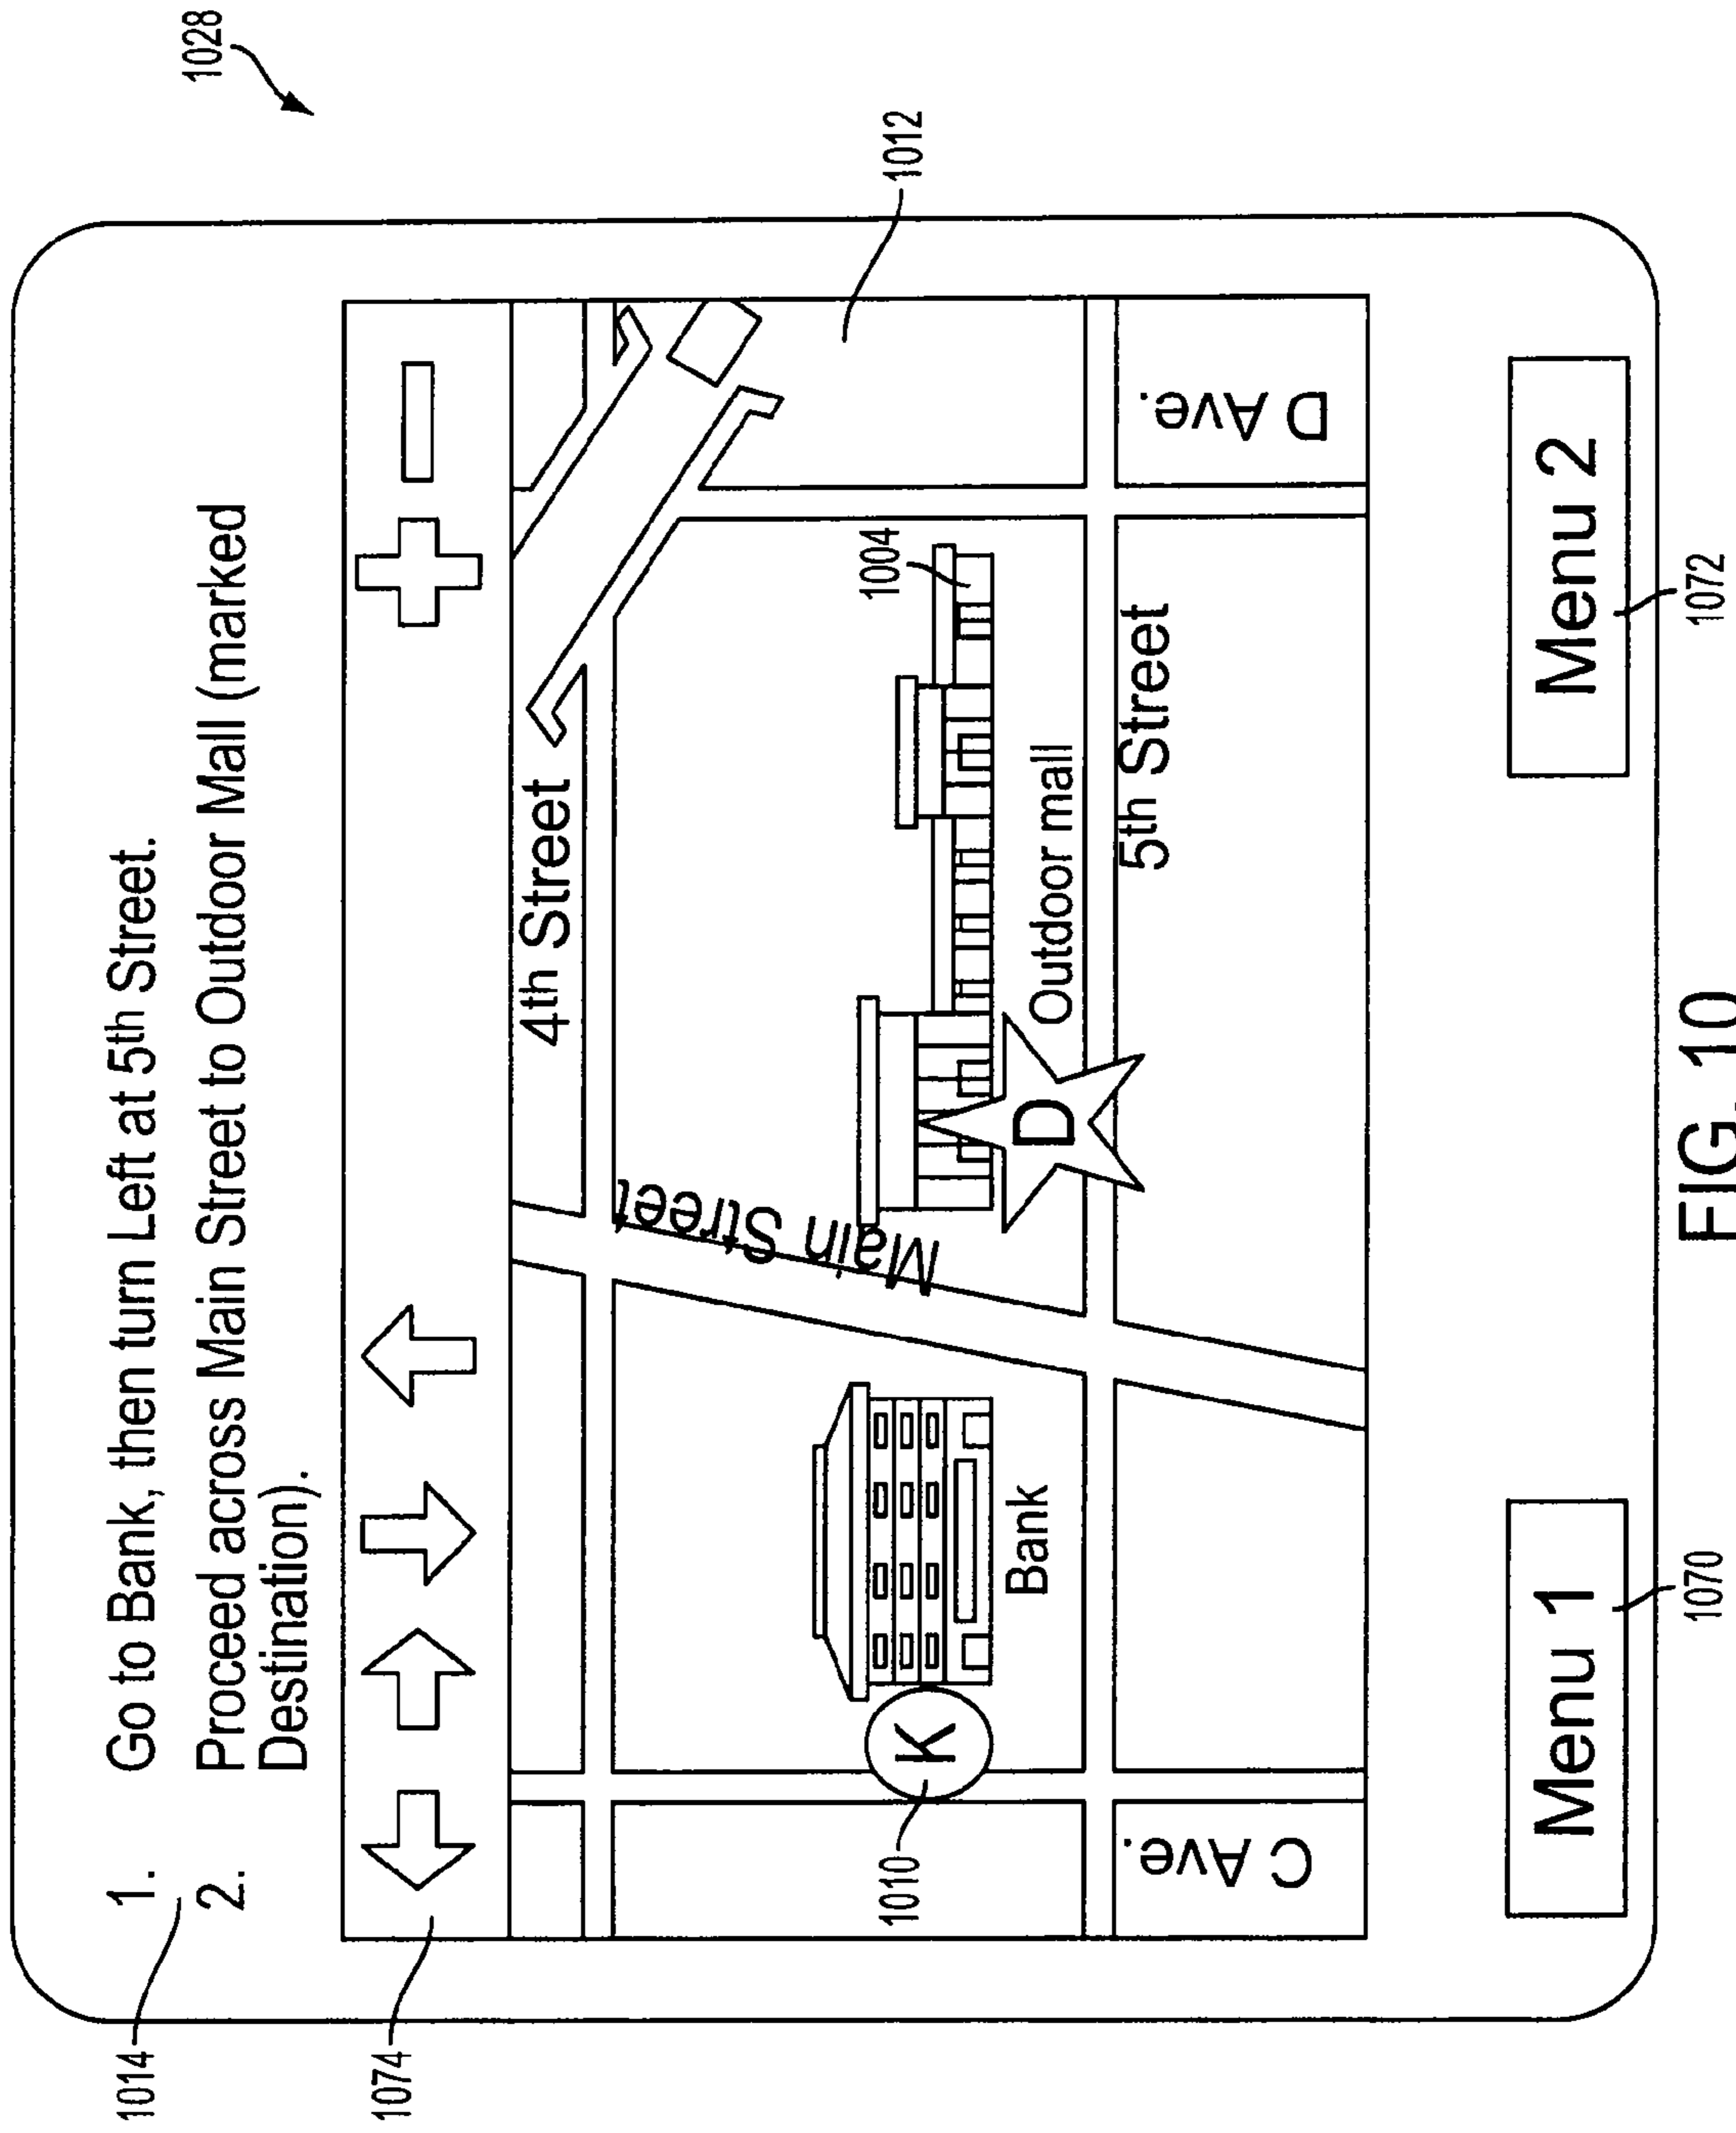 1028
1014
1. Go to Bank, then turn Left at 5th Street.
2. Proceed across Main Street to Outdoor Mall (marked
Destination).
1074
4th Street
Main Street
1012
1004
K
1010
Bank
D
Outdoor mall
5th Street
C Ave.
D Ave.
Menu 1
Menu 2
1070
1072
FIG. 10